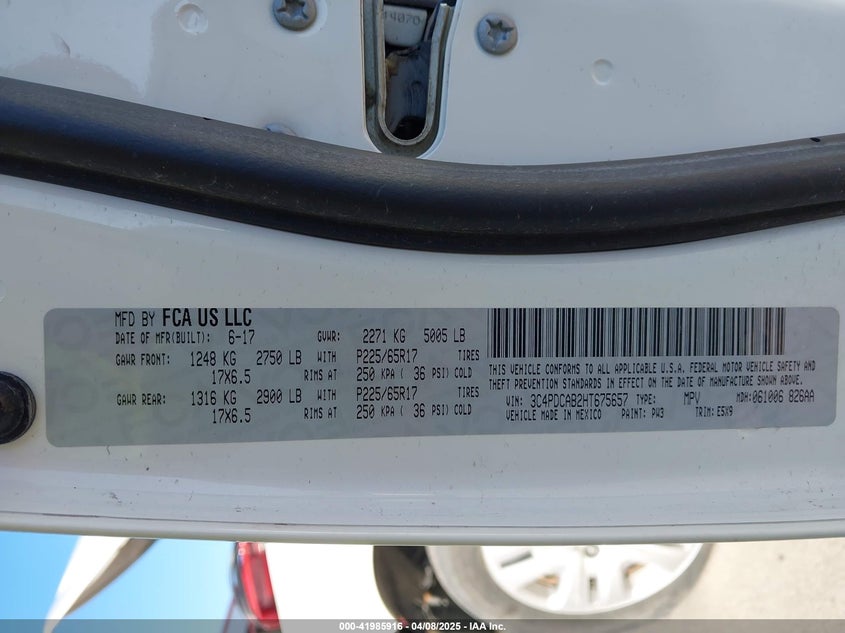 14070
MFD BY FCA US LLC
DATE OF MFR(BUILT): 6-17 GVWR: 2271 KG 5005 LB
GAWR FRONT: 1248 KG 2750 LB WITH P225/65R17 TIRES
17X6.5 RIMS AT 250 KPA ( 36 PSI) COLD
GAWR REAR: 1316 KG 2900 LB WITH P225/65R17 TIRES
17X6.5 RIMS AT 250 KPA ( 36 PSI) COLD
THIS VEHICLE CONFORMS TO ALL APPLICABLE U.S.A. FEDERAL MOTOR VEHICLE SAFETY AND
THEFT PREVENTION STANDARDS IN EFFECT ON THE DATE OF MANUFACTURE SHOWN ABOVE.
VIN: 3C4PDCAB2HT675657 TYPE: MPV MDH: 061006 826AA
VEHICLE MADE IN MEXICO PAINT: PW3 TRIM: E5X9
000-41985916 - 04/08/2025 - IAA Inc.